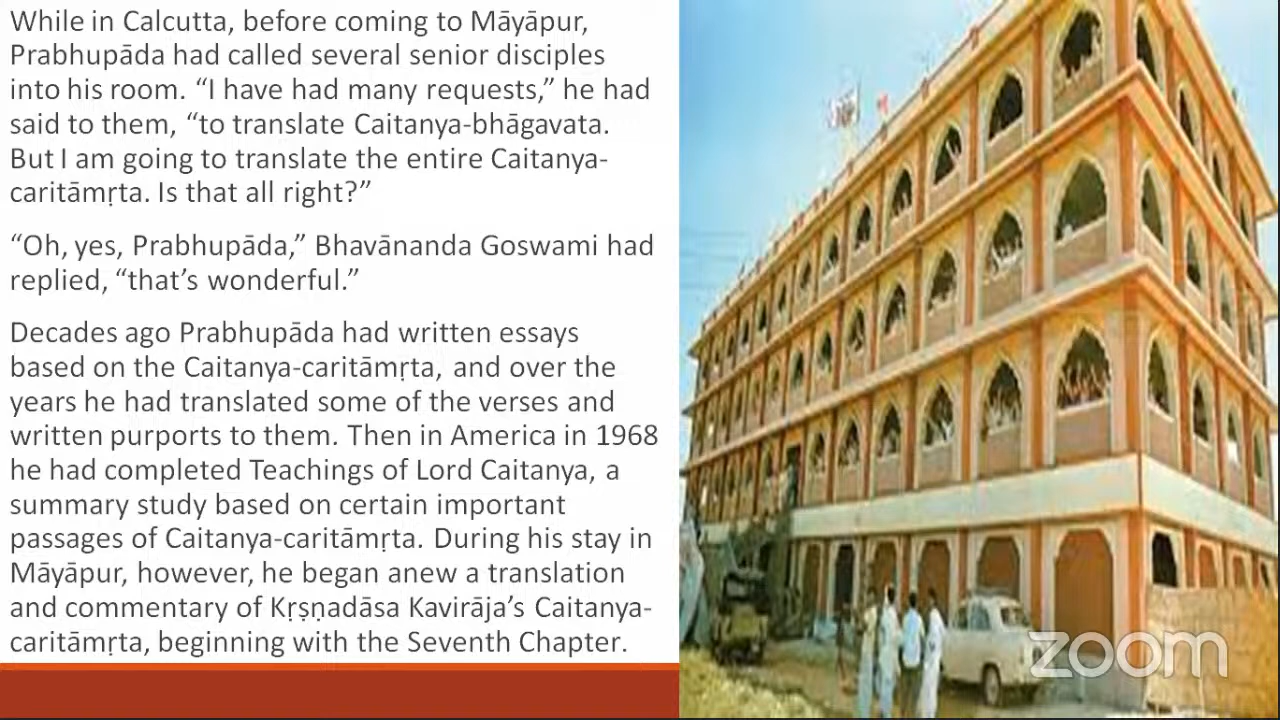 While in Calcutta, before coming to Māyāpur,
Prabhupāda had called several senior disciples
into his room. “I have had many requests,” he had
said to them, “to translate Caitanya-bhāgavata.
But I am going to translate the entire Caitanya-
caritāmṛta. Is that all right?”
“Oh, yes, Prabhupāda,” Bhavānanda Goswami had
replied, “that’s wonderful.”
Decades ago Prabhupāda had written essays
based on the Caitanya-caritāmṛta, and over the
years he had translated some of the verses and
written purports to them. Then in America in 1968
he had completed Teachings of Lord Caitanya, a
summary study based on certain important
passages of Caitanya-caritāmṛta. During his stay in
Māyāpur, however, he began anew a translation
and commentary of Kṛṣṇadāsa Kavirāja’s Caitanya-
caritāmṛta, beginning with the Seventh Chapter.
zoom